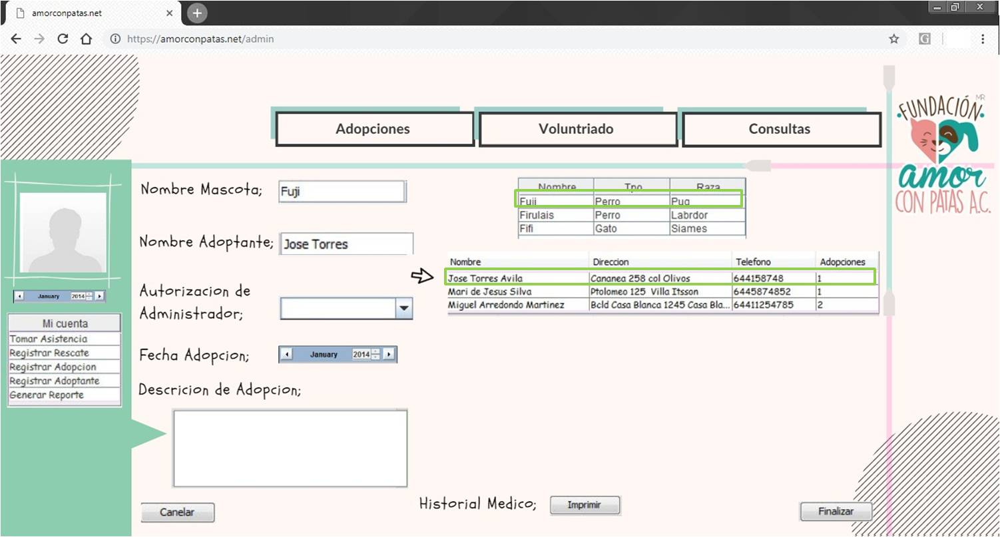 amorconpatas.net
https://amorconpatas.net/admin
Adopciones Voluntriado Consultas
FUNDACIÓN MR
amor
CON PATAS A.C.
January 2014
Mi cuenta
Tomar Asistencia
Registrar Rescate
Registrar Adopcion
Registrar Adoptante
Generar Reporte
Nombre Mascota; Fuji
Nombre Adoptante; Jose Torres
Autorizacion de
Administrador;
Fecha Adopcion; January 2014
Descricion de Adopcion;
Nombre Tpo Raza
Fuji Perro Pug
Firulais Perro Labrdor
Fifi Gato Siames
Nombre Direccion Telefono Adopciones
Jose Torres Avila Cananea 258 col Olivos 644158748 1
Mari de Jesus Silva Ptolomeo 125 Villa Itsson 6445874852 1
Miguel Arredondo Martinez Bcld Casa Blanca 1245 Casa Bla... 64411254785 2
Canelar
Historial Medico; Imprimir
Finalizar